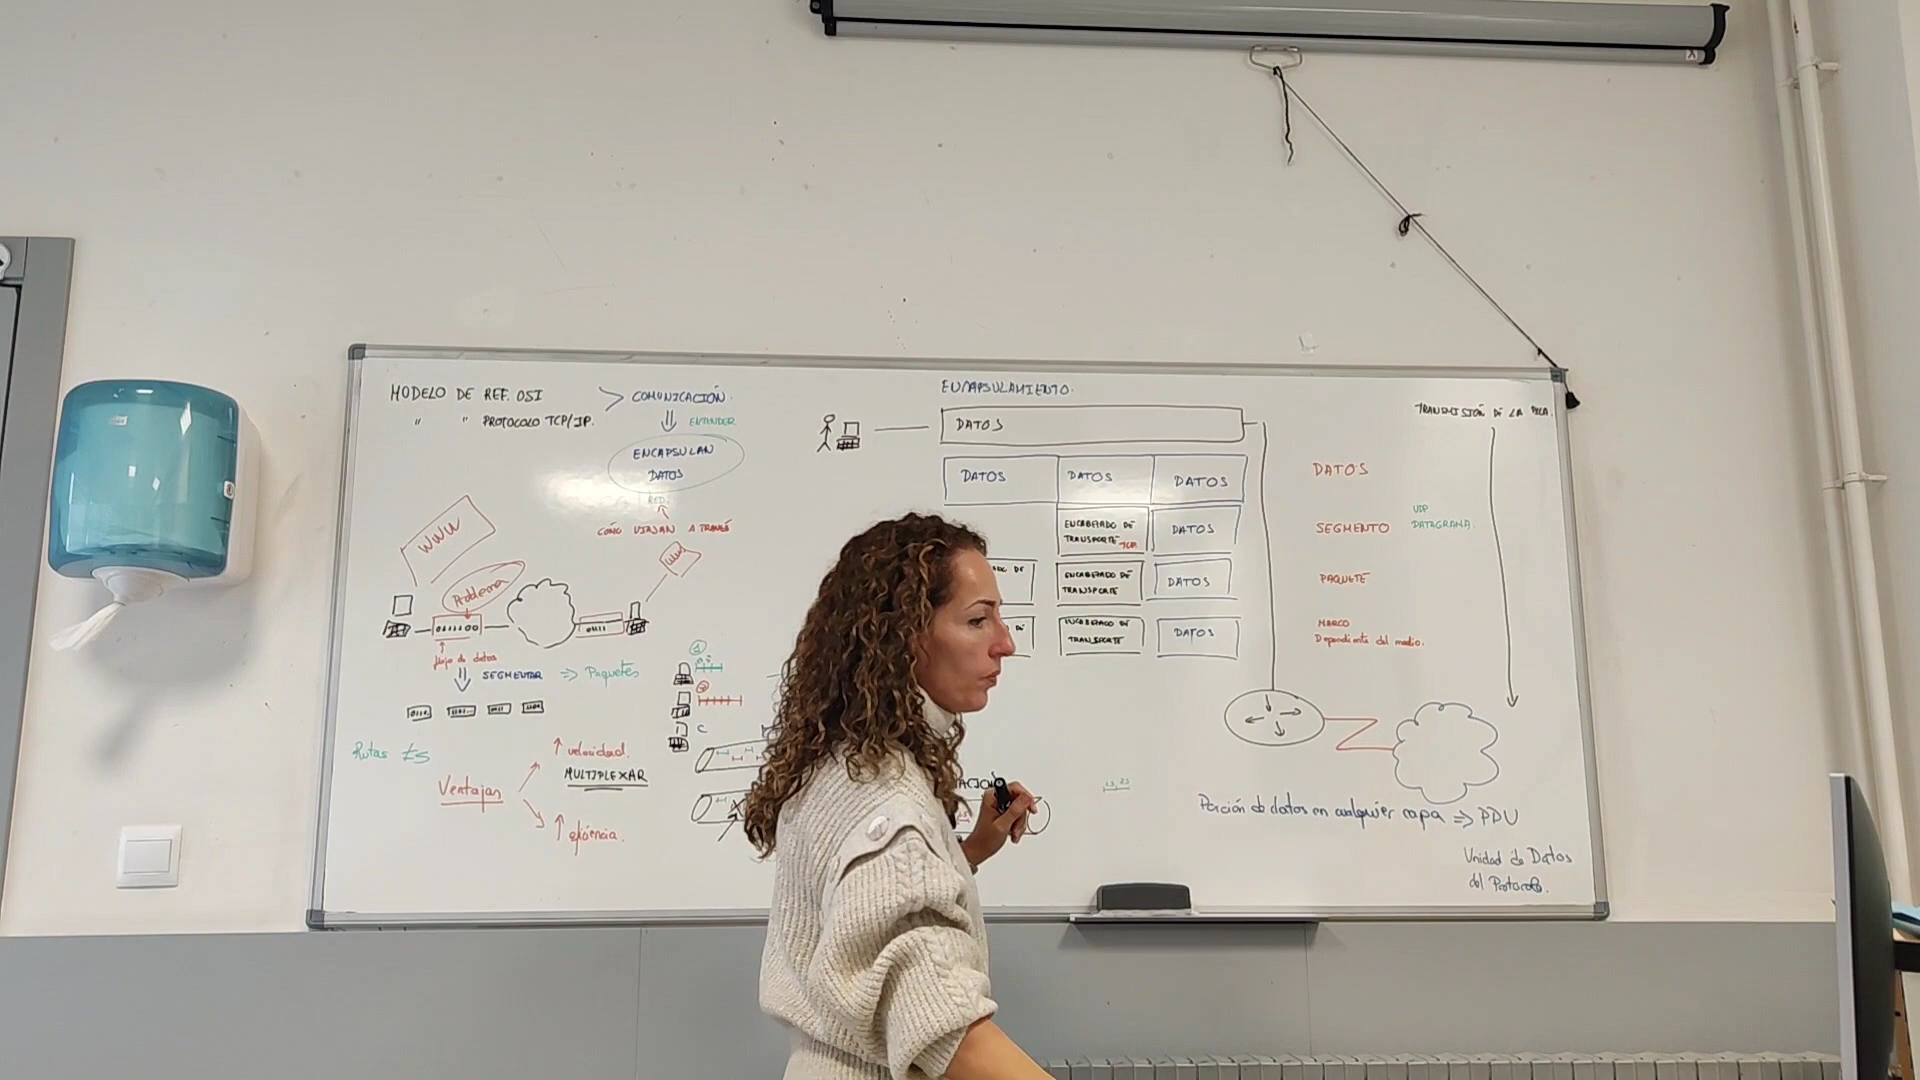 MODELO DE REF. OSI
" " PROTOCOLO TCP/IP.
COMUNICACIÓN.
ENTENDER
ENCAPSULAN
DATOS
RED.
CÓMO VIAJAN A TRAVÉS
WWW
Problema
flujo de datos
SEGMENTAR => Paquetes
Rutas ≠s
Ventajas
↑ velocidad.
MULTIPLEXAR
↑ eficiencia.
C
ENCAPSULAMIENTO.
DATOS
DATOS DATOS DATOS
ENCABEZADO DE
TRANSPORTE TCP
DATOS
ENCABEZADO DE
TRANSPORTE
DATOS
ENCABEZADO DE
TRANSPORTE
DATOS
TRANSMISIÓN DE LA
DATOS
SEGMENTO
UDP
DATAGRAMA
PAQUETE
MARCO
Dependiente del medio.
Porción de datos en cualquier capa => PDU
Unidad de Datos
del Protocolo.